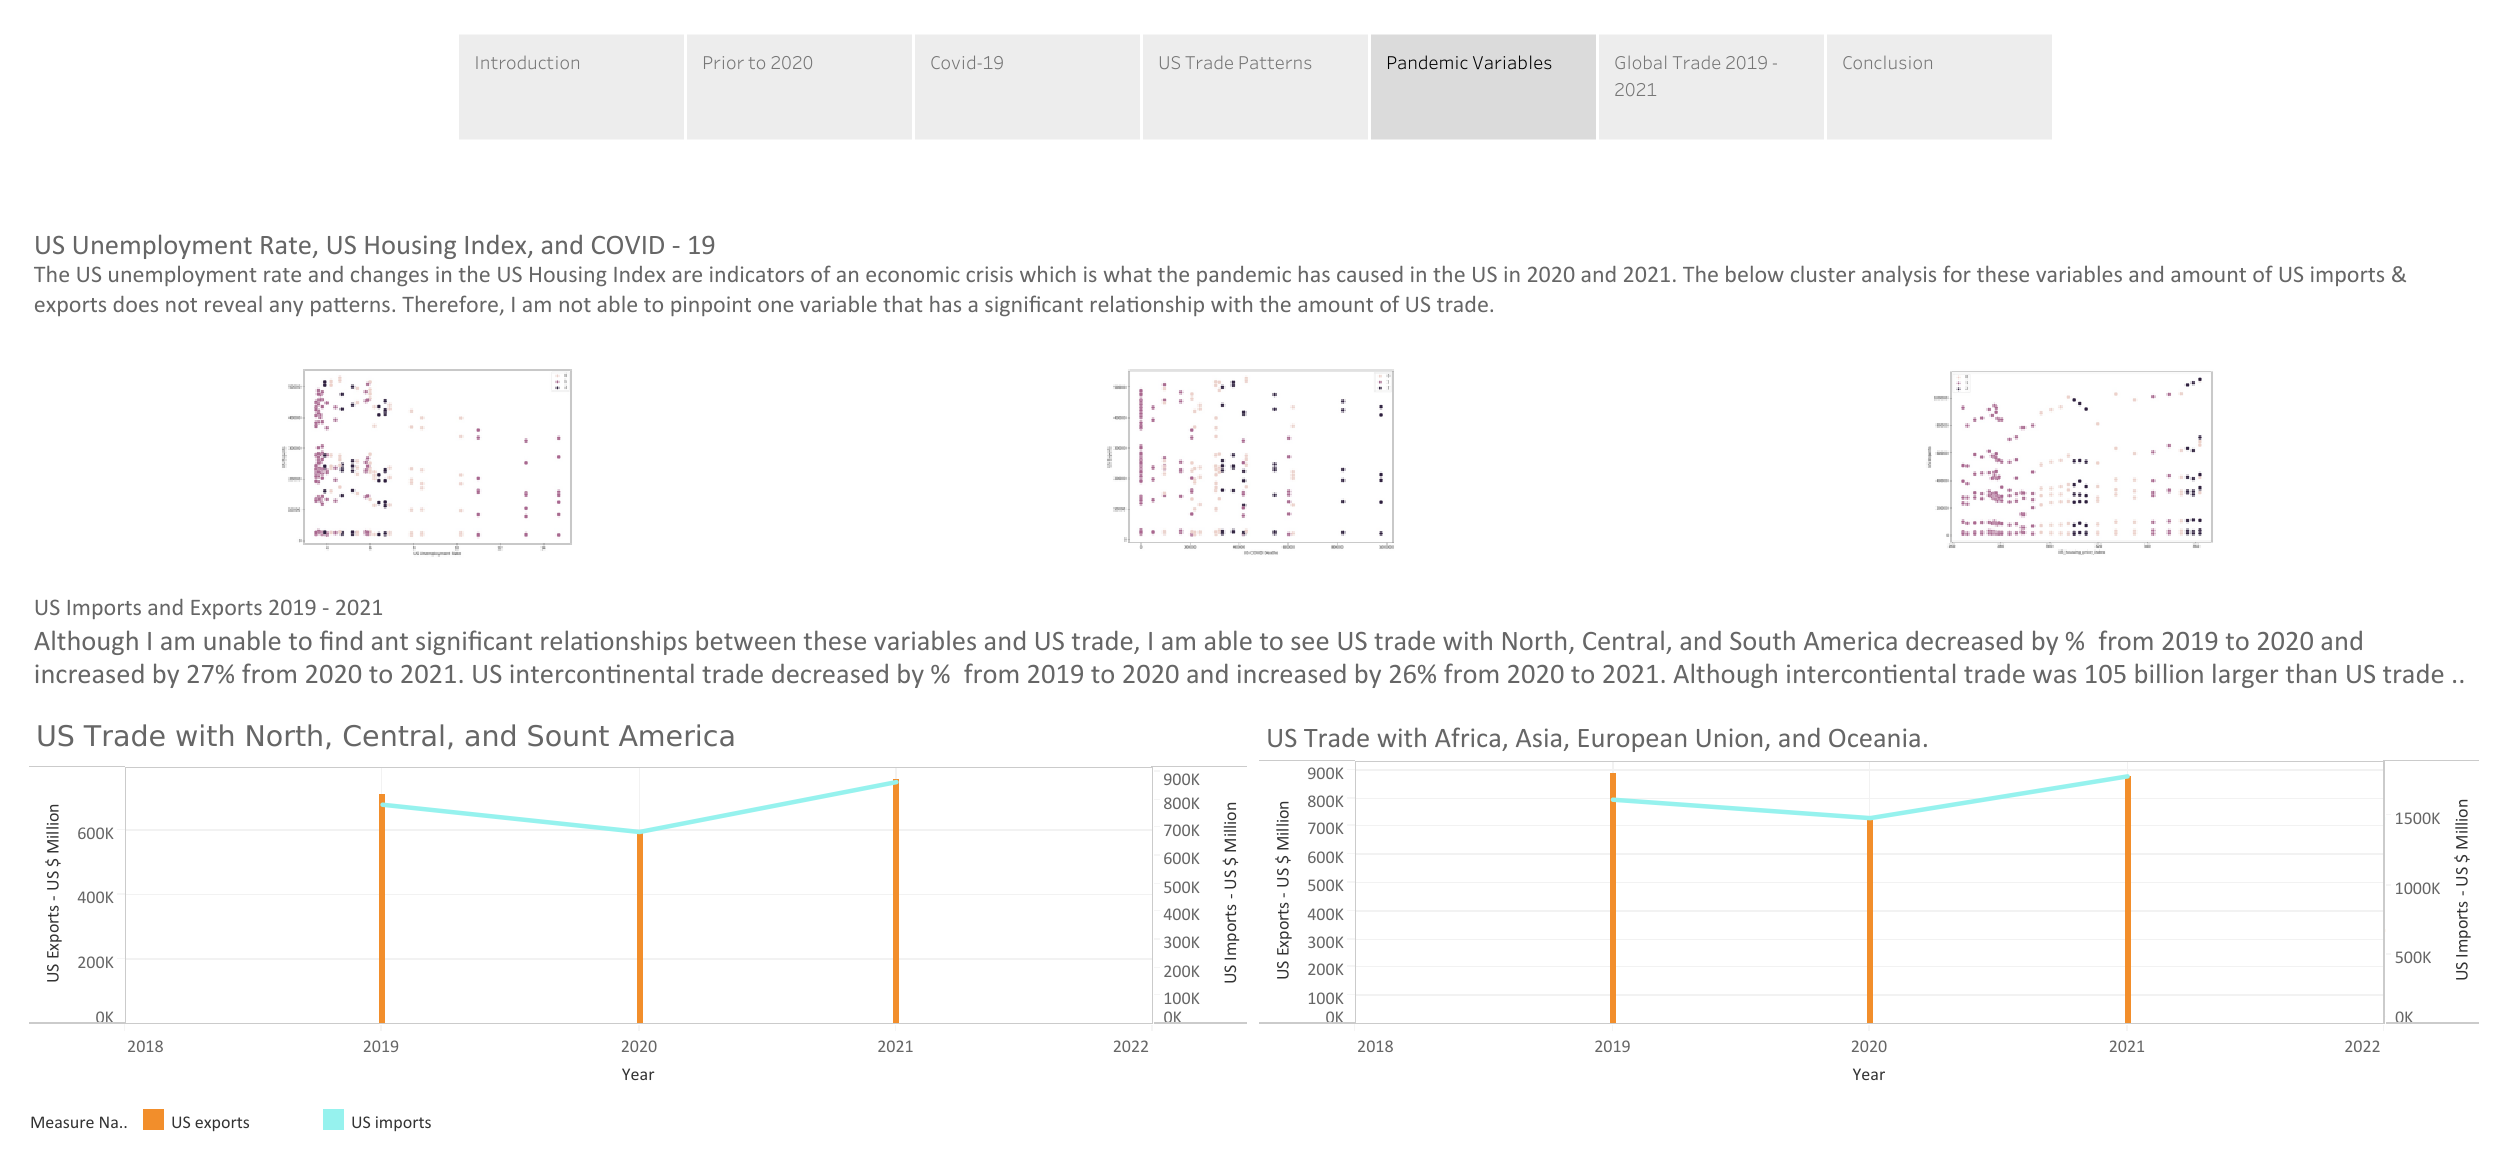 Introduction
Prior to 2020
Covid-19
US Trade Patterns
Pandemic Variables
Global Trade 2019 -
2021
Conclusion
US Unemployment Rate, US Housing Index, and COVID - 19
The US unemployment rate and changes in the US Housing Index are indicators of an economic crisis which is what the pandemic has caused in the US in 2020 and 2021. The below cluster analysis for these variables and amount of US imports &
exports does not reveal any patterns. Therefore, I am not able to pinpoint one variable that has a significant relationship with the amount of US trade.
US Imports and Exports 2019 - 2021
Although I am unable to find ant significant relationships between these variables and US trade, I am able to see US trade with North, Central, and South America decreased by %  from 2019 to 2020 and
increased by 27% from 2020 to 2021. US intercontinental trade decreased by %  from 2019 to 2020 and increased by 26% from 2020 to 2021. Although intercontiental trade was 105 billion larger than US trade ..
US Trade with North, Central, and Sount America
US Exports - US $ Million
600K
400K
200K
0K
900K
800K
700K
600K
500K
400K
300K
200K
100K
0K
US Imports - US $ Million
2018
2019
2020
2021
2022
Year
US Trade with Africa, Asia, European Union, and Oceania.
US Exports - US $ Million
900K
800K
700K
600K
500K
400K
300K
200K
100K
0K
1500K
1000K
500K
0K
US Imports - US $ Million
2018
2019
2020
2021
2022
Year
Measure Na..
US exports
US imports